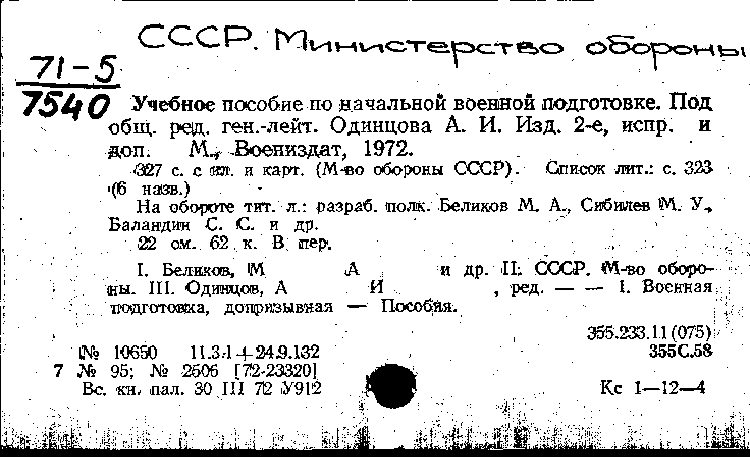 СССР. Министерство обороны
71-5
7540
Учебное пособие по начальной военной подготовке. Под
общ. ред. ген.-лейт. Одинцова А. И. Изд. 2-е, испр. и
доп. М., Воениздат, 1972.
327 с. с ил. и карт. (М-во обороны СССР). Список лит.: с. 323
(6 назв.)
На обороте тит. л.: разраб. полк. Беликов М. А., Сибилев М. У.,
Баландин С. С. и др.
22 см. 62 к. В пер.
I. Беликов, М А и др. II. СССР. М-во оборо-
ны. III. Одинцов, А И , ред. — — 1. Военная
подготовка, допризывная — Пособия.
355.233.11(075)
№ 10650 11.3-1+24.9.132 355С.58
7 № 95; № 2506 [72-23320]
Вс. кн. пал. 30 III 72 У912 Кс 1—12—4